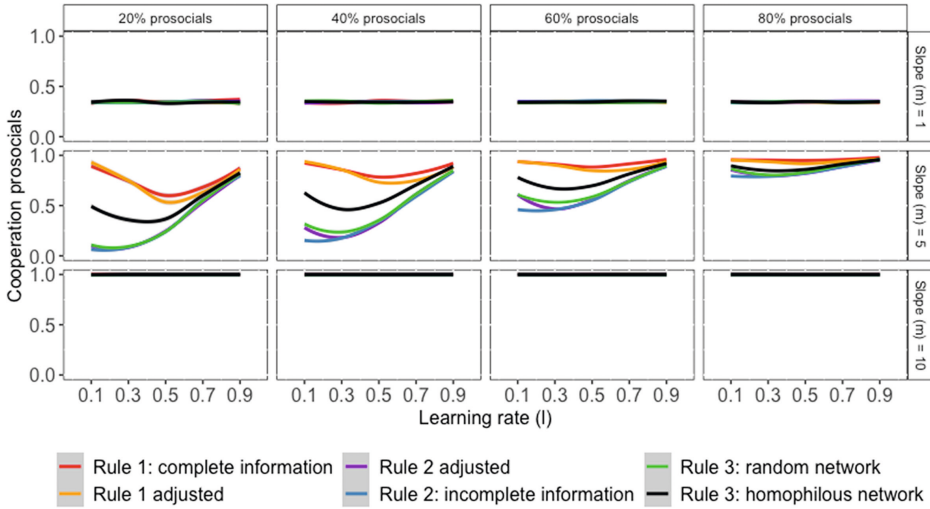 20% prosocials 40% prosocials 60% prosocials 80% prosocials
Cooperation prosocials
1.0
0.5
0.0
Slope (m) = 1
1.0
0.5
0.0
Slope (m) = 5
1.0
0.5
0.0
Slope (m) = 10
0.1 0.3 0.5 0.7 0.9 0.1 0.3 0.5 0.7 0.9 0.1 0.3 0.5 0.7 0.9 0.1 0.3 0.5 0.7 0.9
Learning rate (l)
Rule 1: complete information Rule 2 adjusted Rule 3: random network
Rule 1 adjusted Rule 2: incomplete information Rule 3: homophilous network